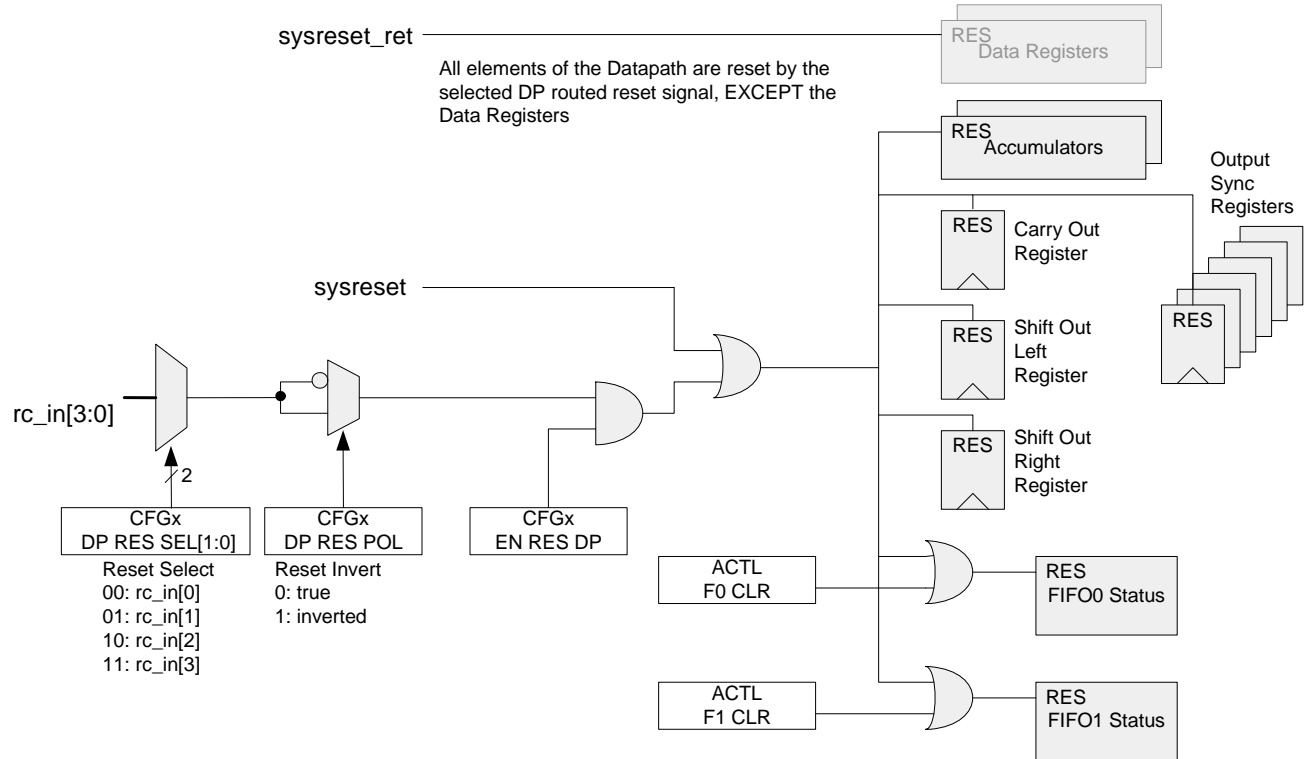 sysreset_ret
RES
Data Registers
All elements of the Datapath are reset by the
selected DP routed reset signal, EXCEPT the
Data Registers
RES
Accumulators
Output
Sync
Registers
RES
Carry Out
Register
sysreset
RES
Shift Out
Left
Register
RES
rc_in[3:0]
RES
Shift Out
Right
Register
2
CFGx
DP RES SEL[1:0]
CFGx
DP RES POL
CFGx
EN RES DP
Reset Select
00: rc_in[0]
01: rc_in[1]
10: rc_in[2]
11: rc_in[3]
Reset Invert
0: true
1: inverted
ACTL
F0 CLR
RES
FIFO0 Status
ACTL
F1 CLR
RES
FIFO1 Status